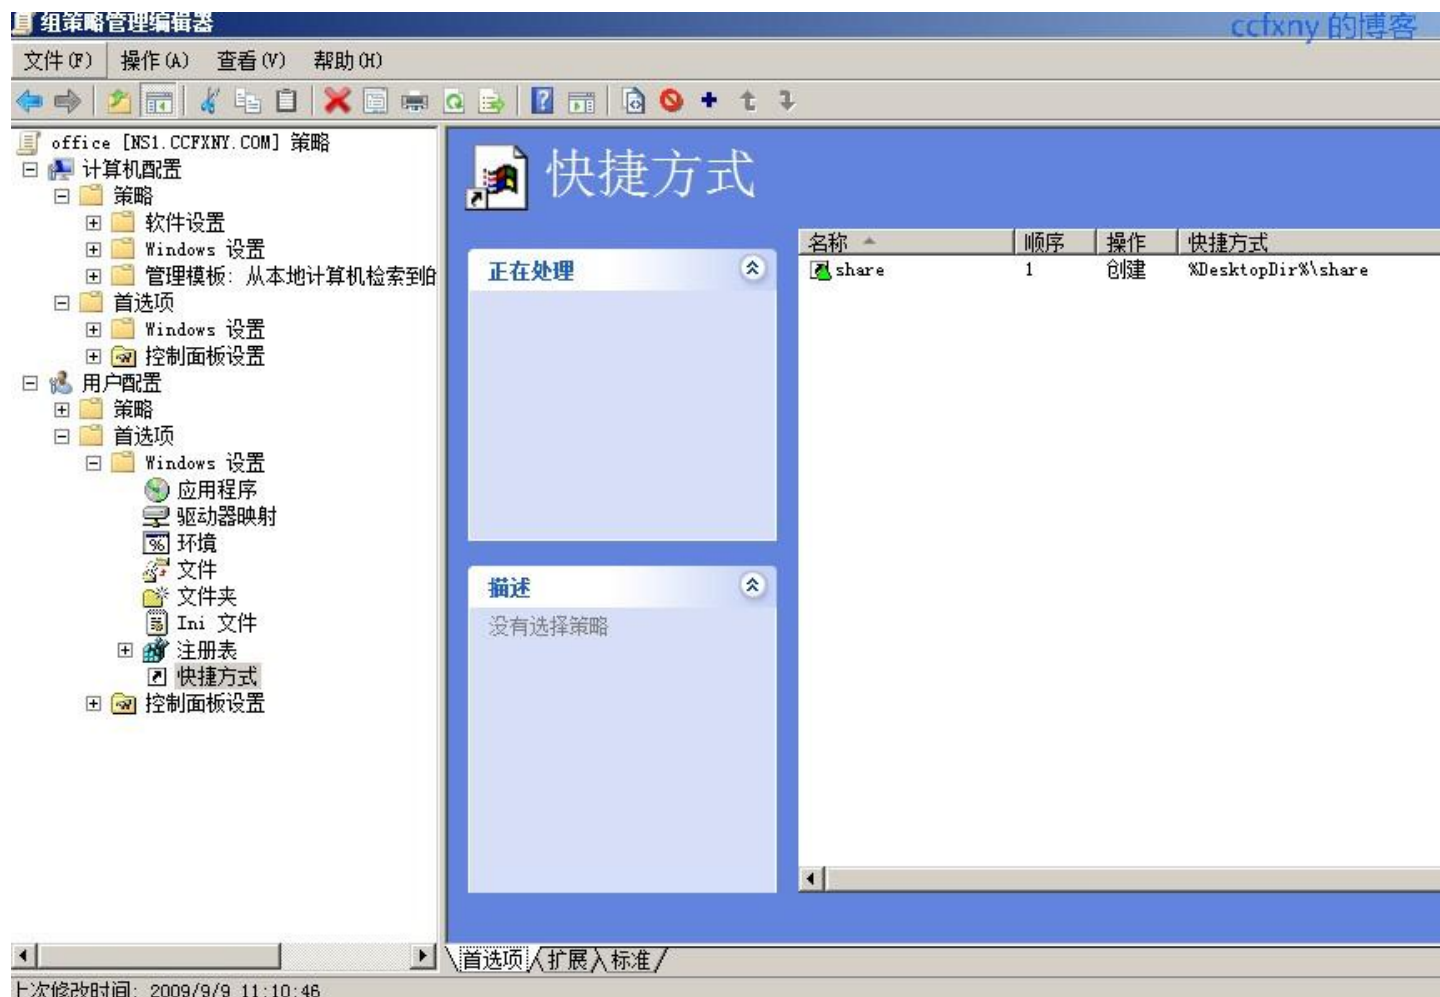 组策略管理编辑器
ccfxny 的博客
文件(F) 操作(A) 查看(V) 帮助(H)
office [NS1.CCFXNY.COM] 策略
计算机配置
策略
软件设置
Windows 设置
管理模板: 从本地计算机检索到的
首选项
Windows 设置
控制面板设置
用户配置
策略
首选项
Windows 设置
应用程序
驱动器映射
环境
文件
文件夹
Ini 文件
注册表
快捷方式
控制面板设置
快捷方式
正在处理
描述
没有选择策略
名称 顺序 操作 快捷方式
share 1 创建 %DesktopDir%\share
首选项 扩展 标准
上次修改时间: 2009/9/9 11:10:46